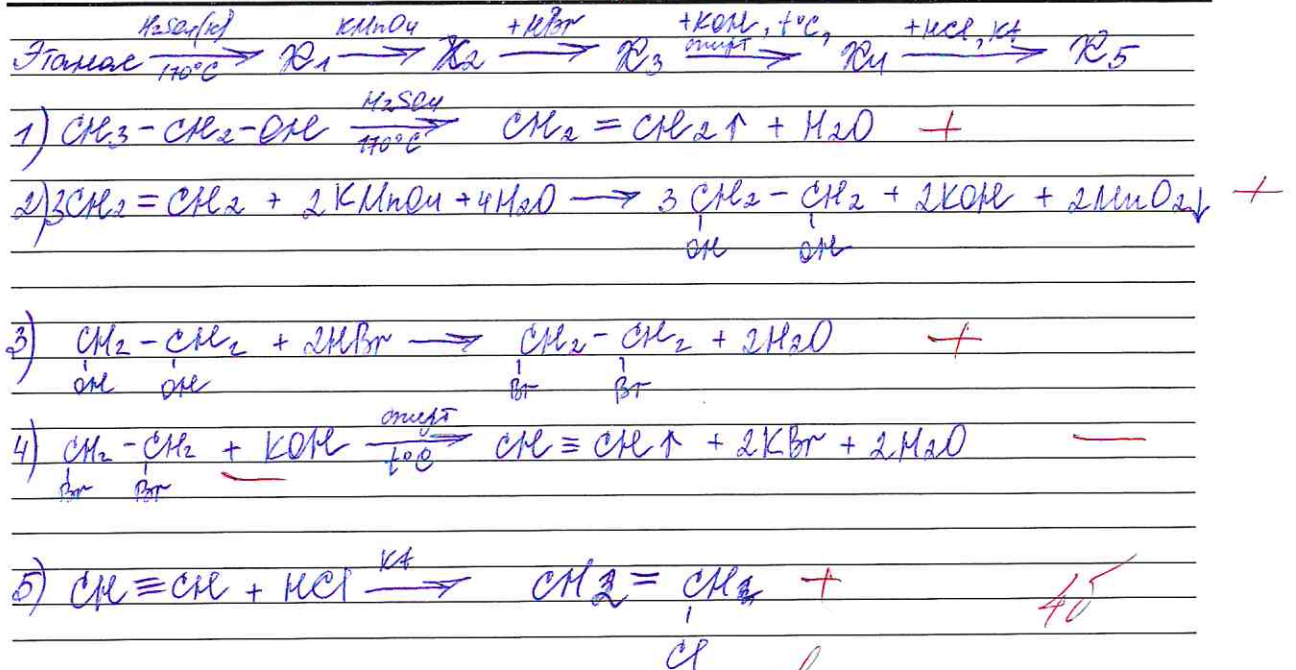 H₂SO₄(к) KMnO₄ +HBr +KOH, t°C, спирт +HCl, kt
Этанол → X₁ → X₂ → X₃ → X₄ → X₅
170°C
H₂SO₄
1) CH₃-CH₂-OH → CH₂=CH₂↑ + H₂O +
170°C
2) 3CH₂=CH₂ + 2KMnO₄ + 4H₂O → 3CH₂-CH₂ + 2KOH + 2MnO₂↓ +
OH OH
3) CH₂-CH₂ + 2HBr → CH₂-CH₂ + 2H₂O +
OH OH Br Br
спирт
4) CH₂-CH₂ + KOH → CH≡CH↑ + 2KBr + 2H₂O —
Br Br t°C
kt
5) CH≡CH + HCl → CH2=CH +
Cl
4б